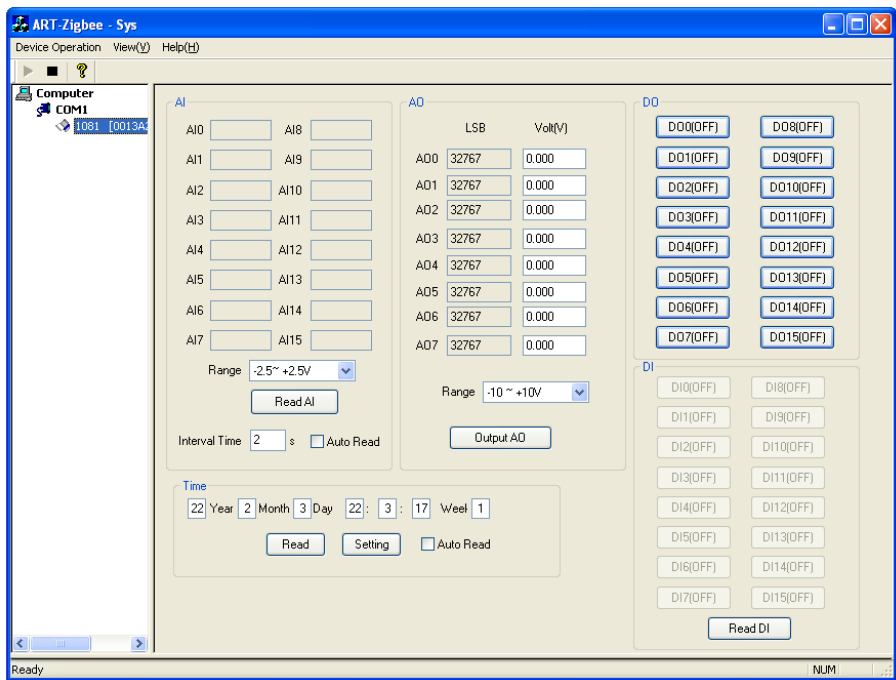 ART-Zigbee - Sys
Device Operation View(V) Help(H)
Computer
COM1
1081 [0013A2
AI
AI0 AI8
AI1 AI9
AI2 AI10
AI3 AI11
AI4 AI12
AI5 AI13
AI6 AI14
AI7 AI15
Range -2.5~ +2.5V
Read AI
Interval Time 2 s Auto Read
AO
LSB Volt(V)
AO0 32767 0.000
AO1 32767 0.000
AO2 32767 0.000
AO3 32767 0.000
AO4 32767 0.000
AO5 32767 0.000
AO6 32767 0.000
AO7 32767 0.000
Range -10 ~ +10V
Output AO
DO
DO0(OFF) DO8(OFF)
DO1(OFF) DO9(OFF)
DO2(OFF) DO10(OFF)
DO3(OFF) DO11(OFF)
DO4(OFF) DO12(OFF)
DO5(OFF) DO13(OFF)
DO6(OFF) DO14(OFF)
DO7(OFF) DO15(OFF)
DI
DI0(OFF) DI8(OFF)
DI1(OFF) DI9(OFF)
DI2(OFF) DI10(OFF)
DI3(OFF) DI11(OFF)
DI4(OFF) DI12(OFF)
DI5(OFF) DI13(OFF)
DI6(OFF) DI14(OFF)
DI7(OFF) DI15(OFF)
Read DI
Time
22 Year 2 Month 3 Day 22 : 3 : 17 Week 1
Read Setting Auto Read
Ready NUM